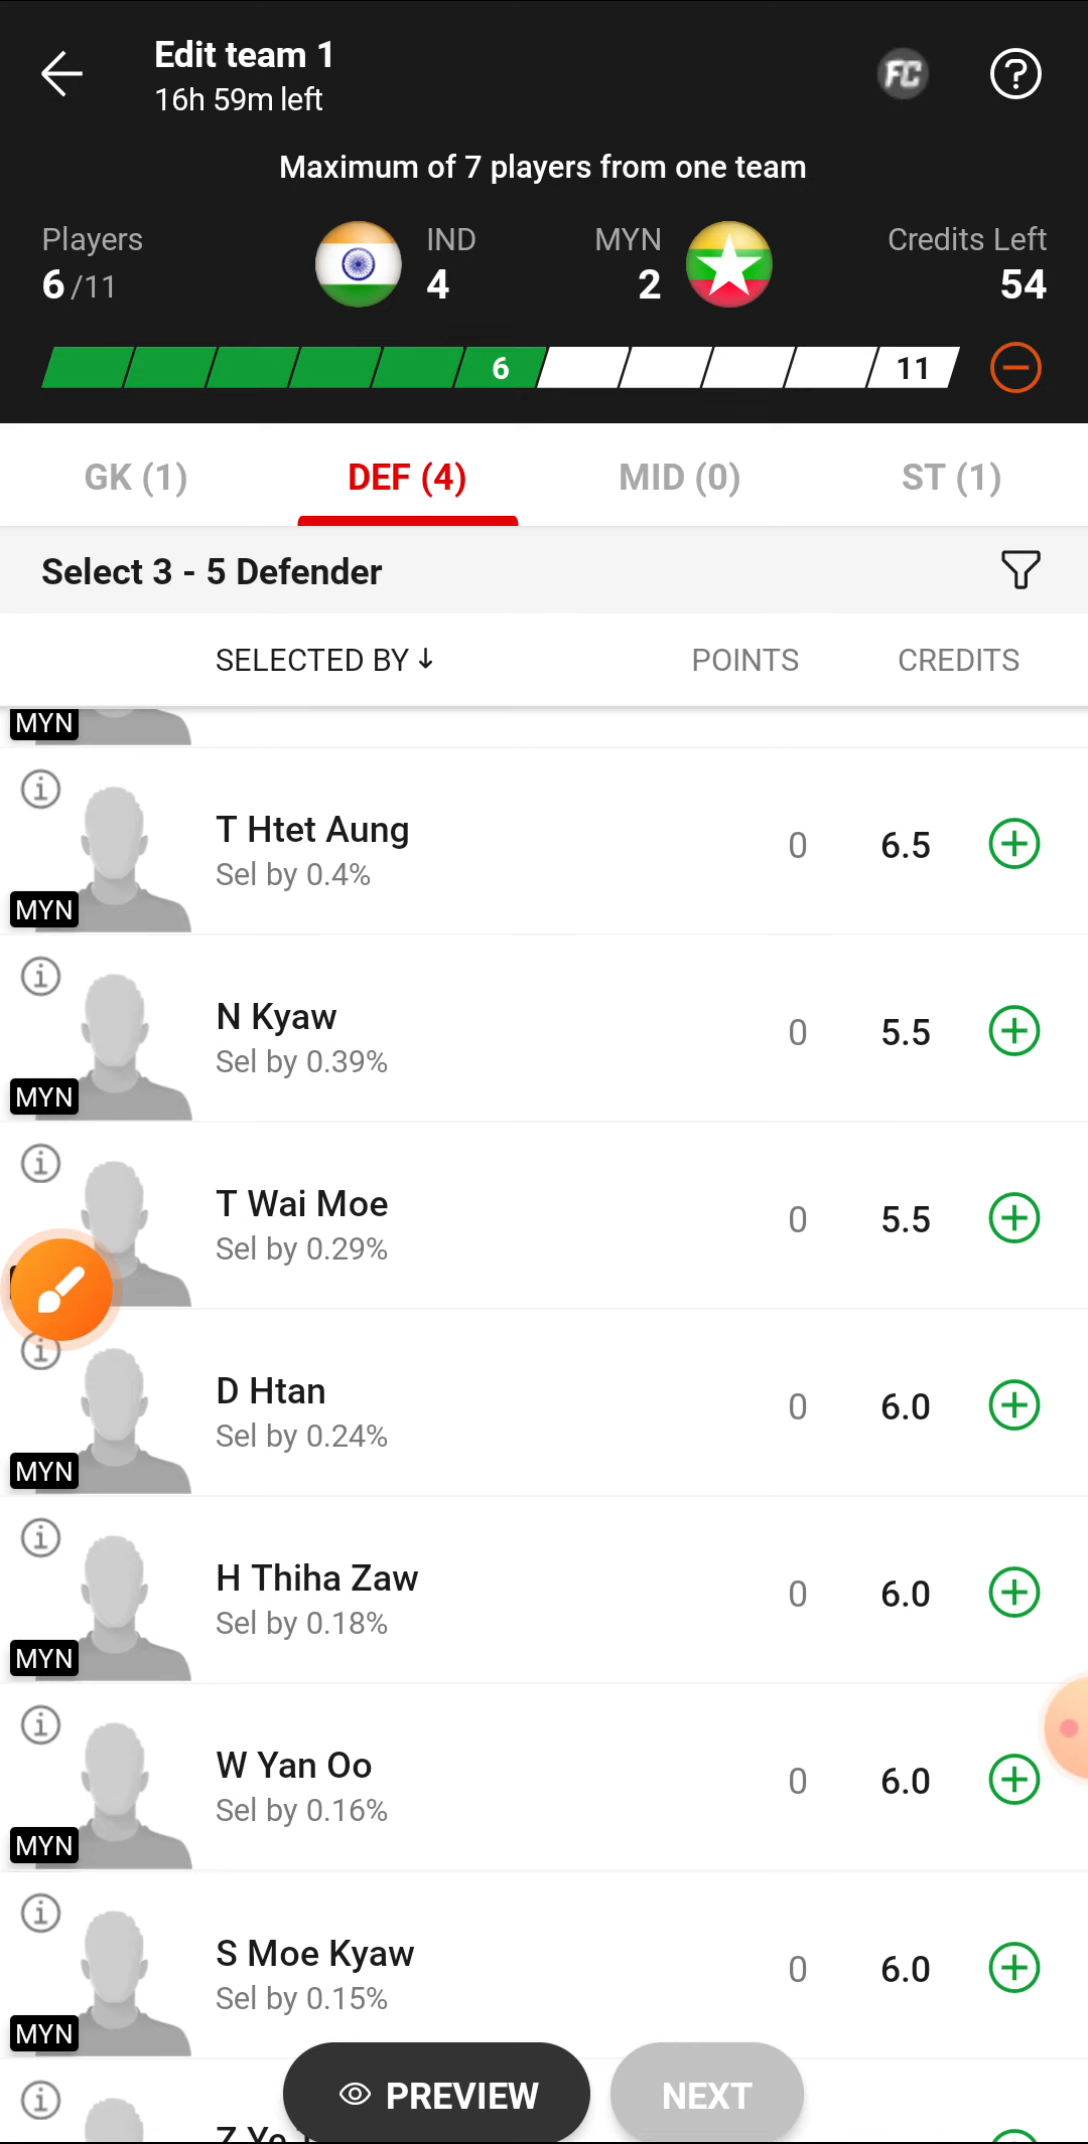 Edit team 1
16h 59m left
FC
Maximum of 7 players from one team
Players
6 /11
IND
4
MYN
2
Credits Left
54
6
11
GK (1)
DEF (4)
MID (0)
ST (1)
Select 3 - 5 Defender
SELECTED BY ↓
POINTS
CREDITS
MYN
T Htet Aung
Sel by 0.4%
0
6.5
MYN
N Kyaw
Sel by 0.39%
0
5.5
MYN
T Wai Moe
Sel by 0.29%
0
5.5
D Htan
Sel by 0.24%
0
6.0
MYN
H Thiha Zaw
Sel by 0.18%
0
6.0
MYN
W Yan Oo
Sel by 0.16%
0
6.0
MYN
S Moe Kyaw
Sel by 0.15%
0
6.0
MYN
PREVIEW
NEXT